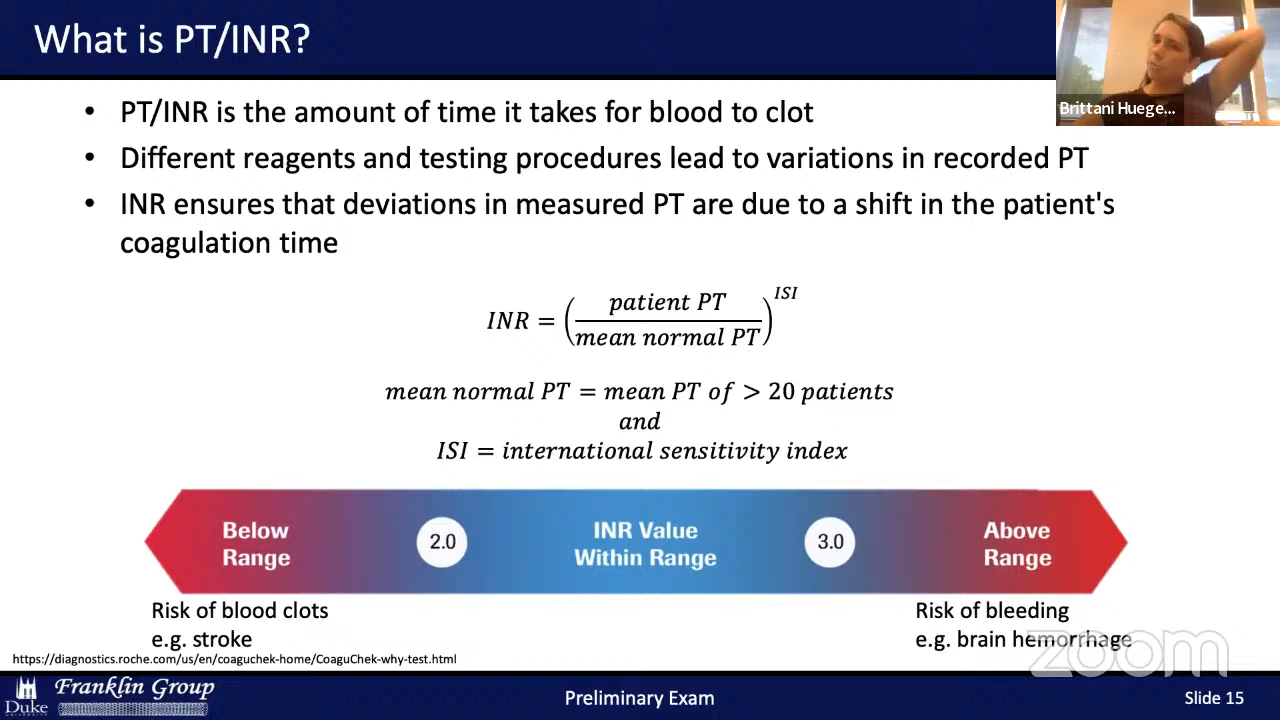 What is PT/INR?
Brittani Huege...
• PT/INR is the amount of time it takes for blood to clot
• Different reagents and testing procedures lead to variations in recorded PT
• INR ensures that deviations in measured PT are due to a shift in the patient's
coagulation time
INR = (patient PT / mean normal PT)^ISI
mean normal PT = mean PT of > 20 patients
and
ISI = international sensitivity index
Below
Range
2.0
INR Value
Within Range
3.0
Above
Range
Risk of blood clots
e.g. stroke
Risk of bleeding
e.g. brain hemorrhage
https://diagnostics.roche.com/us/en/coaguchek-home/CoaguChek-why-test.html
zoom
Duke
Franklin Group
Preliminary Exam
Slide 15